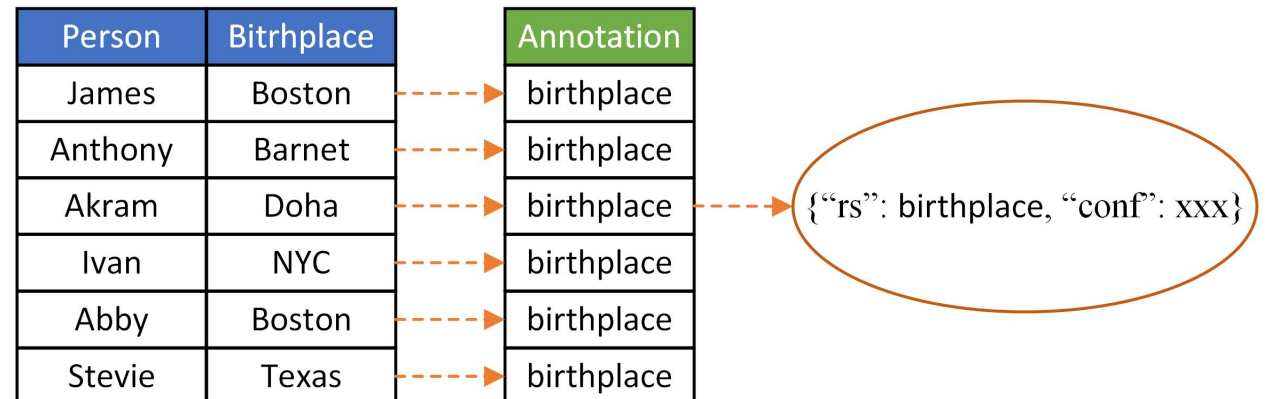 Person Bitrhplace Annotation
James Boston birthplace
Anthony Barnet birthplace
Akram Doha birthplace {“rs”: birthplace, “conf”: xxx}
Ivan NYC birthplace
Abby Boston birthplace
Stevie Texas birthplace